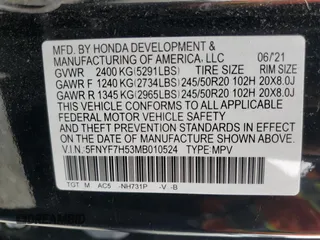 MFD. BY HONDA DEVELOPMENT &
MANUFACTURING OF AMERICA, LLC 06/21
GVWR 2400 KG (5291LBS) TIRE SIZE RIM SIZE
GAWR F 1240 KG (2734LBS) 245/50R20 102H 20X8.0J
GAWR R 1345 KG (2965LBS) 245/50R20 102H 20X8.0J
THIS VEHICLE CONFORMS TO ALL APPLICABLE
FEDERAL MOTOR VEHICLE SAFETY STANDARDS
IN EFFECT ON THE DATE OF MANUFACTURE
SHOWN ABOVE.
V.I.N. 5FNYF7H53MB010524 TYPE: MPV
TGT M AC5 -NH731P -V -B